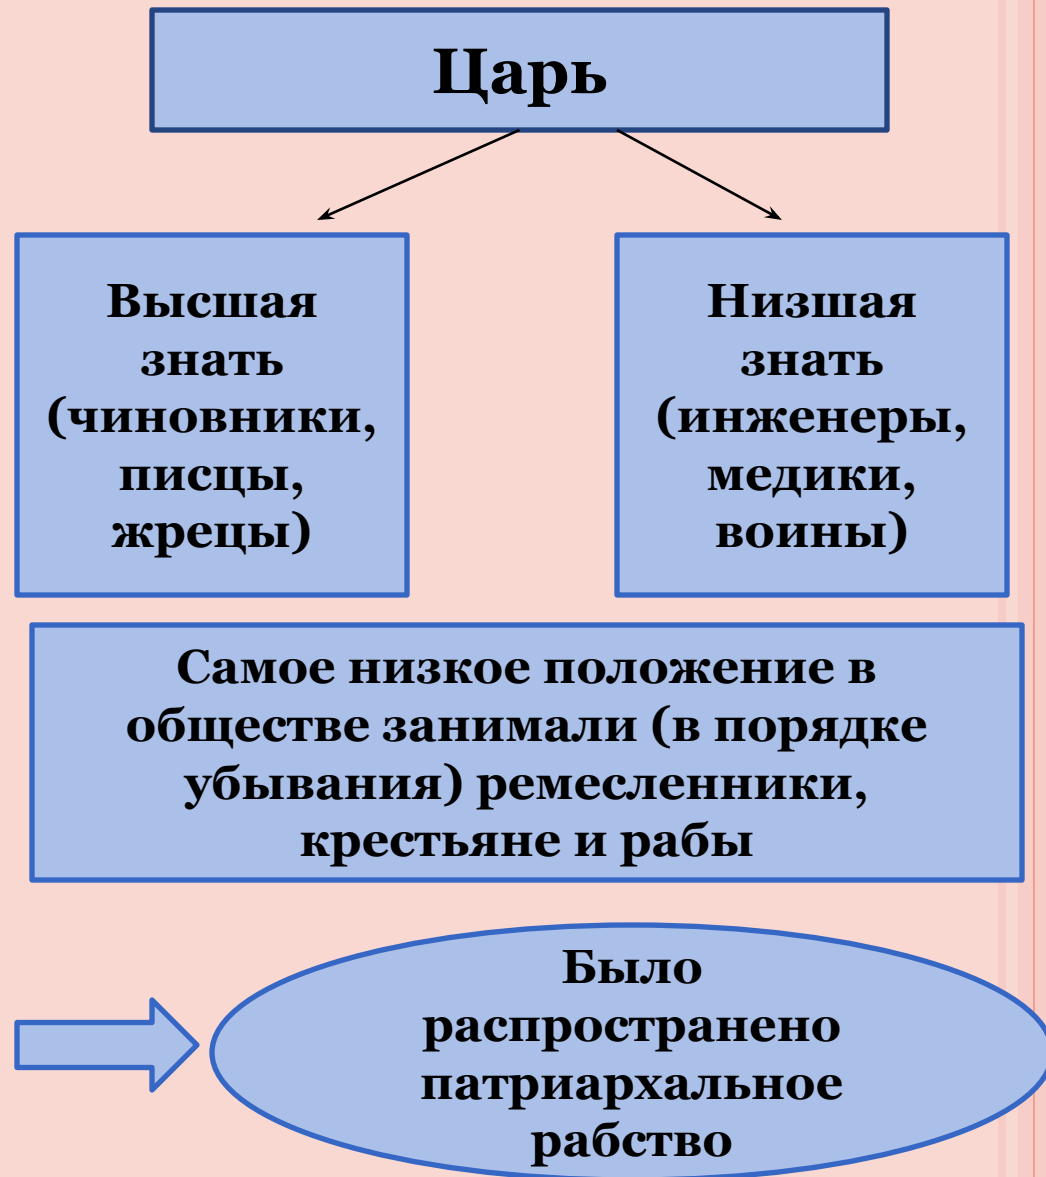 Царь
Высшая
знать
(чиновники,
писцы,
жрецы)
Низшая
знать
(инженеры,
медики,
воины)
Самое низкое положение в
обществе занимали (в порядке
убывания) ремесленники,
крестьяне и рабы
Было
распространено
патриархальное
рабство